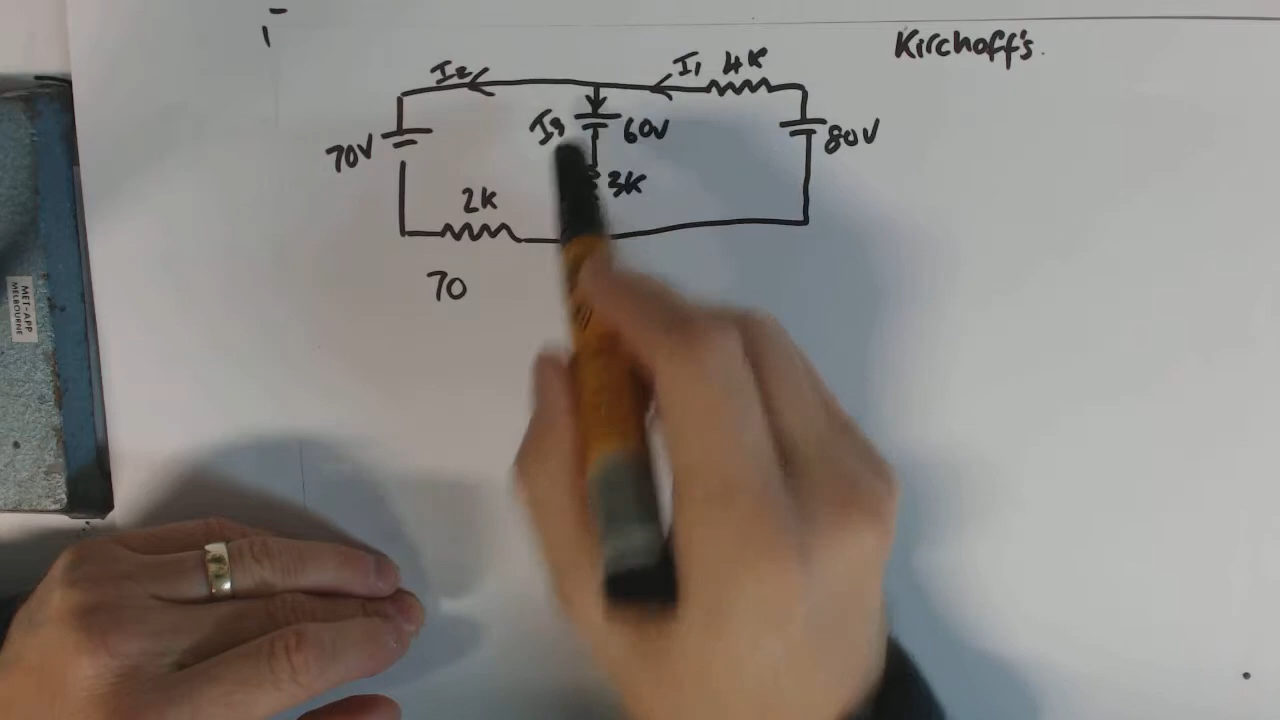 Kirchoff's.
I2
I1
4K
70V
I3
60V
80V
3K
2K
70
MET-APP
MELBOURNE